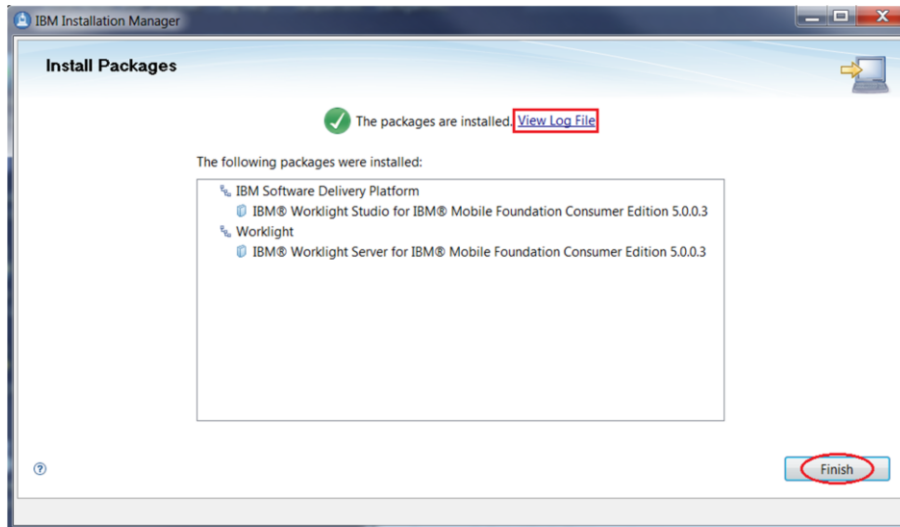 IBM Installation Manager
Install Packages
The packages are installed. View Log File
The following packages were installed:
IBM Software Delivery Platform
IBM® Worklight Studio for IBM® Mobile Foundation Consumer Edition 5.0.0.3
Worklight
IBM® Worklight Server for IBM® Mobile Foundation Consumer Edition 5.0.0.3
?
Finish